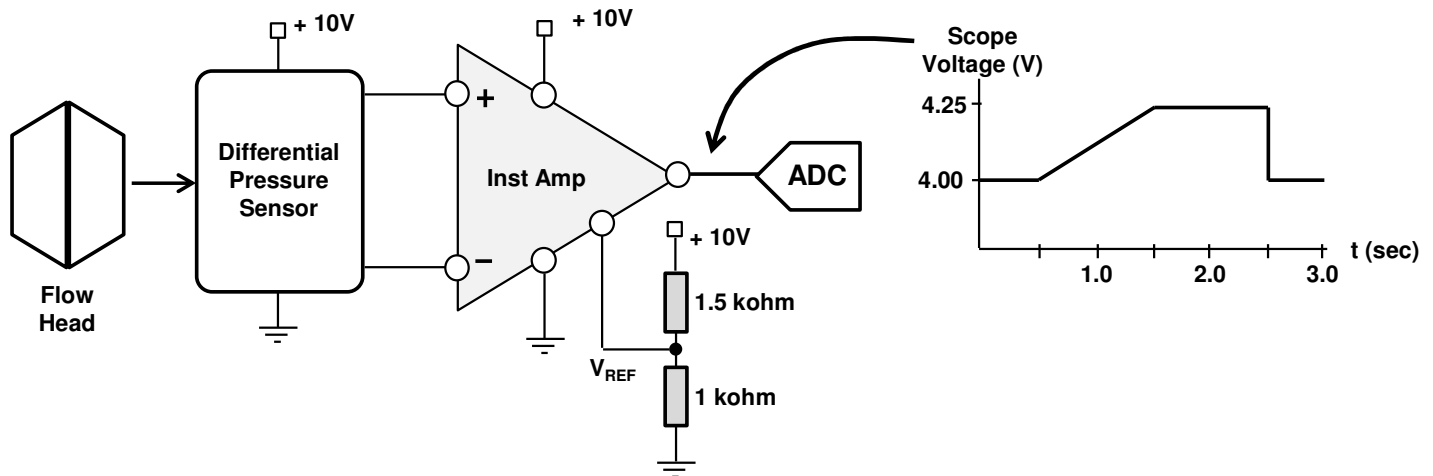 + 10V
+ 10V
Scope
Voltage (V)
4.25
4.00
1.0
2.0
3.0
t (sec)
Differential
Pressure
Sensor
+
−
Inst Amp
ADC
Flow
Head
+ 10V
1.5 kohm
VREF
1 kohm